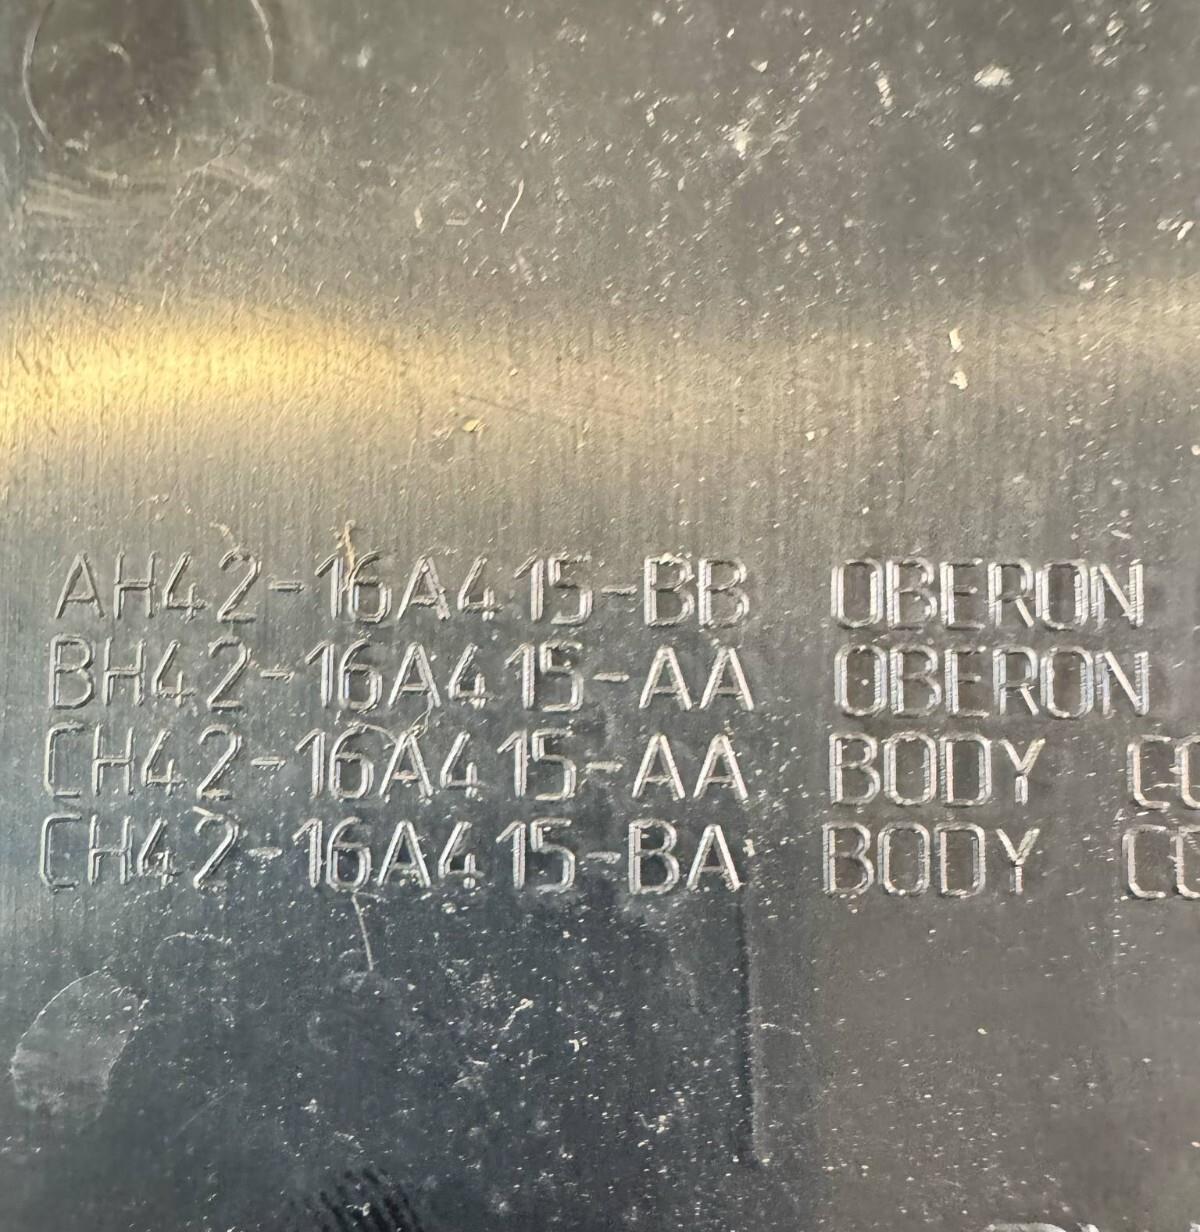 AH42-16A415-BB OBERON
BH42-16A415-AA OBERON
CH42-16A415-AA BODY
CH42-16A415-BA BODY